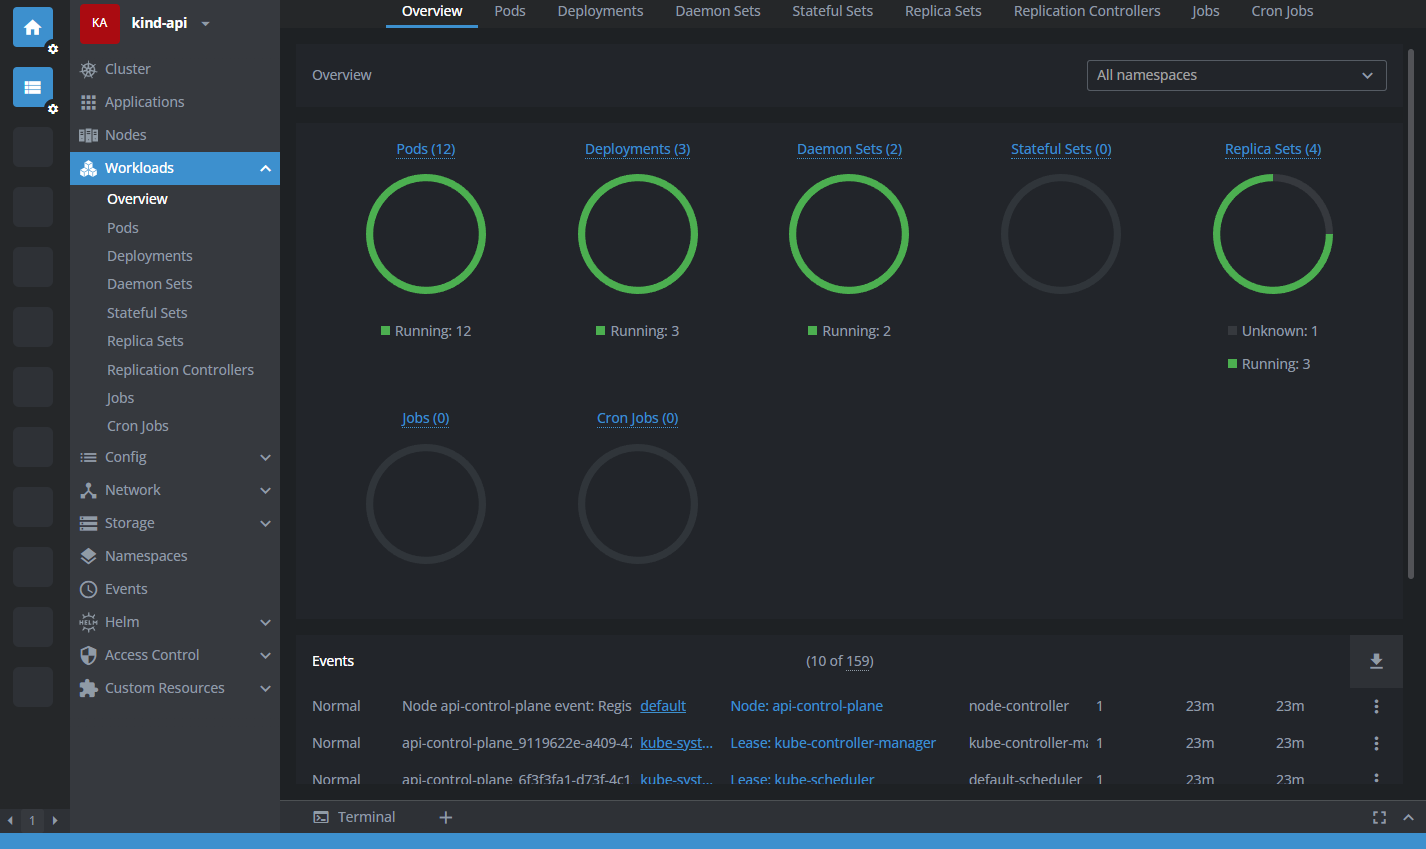 KA kind-api
Cluster
Applications
Nodes
Workloads
Overview
Pods
Deployments
Daemon Sets
Stateful Sets
Replica Sets
Replication Controllers
Jobs
Cron Jobs
Config
Network
Storage
Namespaces
Events
HELM Helm
Access Control
Custom Resources
1
Overview Pods Deployments Daemon Sets Stateful Sets Replica Sets Replication Controllers Jobs Cron Jobs
Overview All namespaces
Pods (12) Deployments (3) Daemon Sets (2) Stateful Sets (0) Replica Sets (4)
Running: 12 Running: 3 Running: 2 Unknown: 1
Running: 3
Jobs (0) Cron Jobs (0)
Events (10 of 159)
Normal Node api-control-plane event: Regis default Node: api-control-plane node-controller 1 23m 23m
Normal api-control-plane_9119622e-a409-47 kube-syst... Lease: kube-controller-manager kube-controller-ma 1 23m 23m
Normal api-control-plane_6f3f3fa1-d73f-4c1 kube-syst... Lease: kube-scheduler default-scheduler 1 23m 23m
Terminal